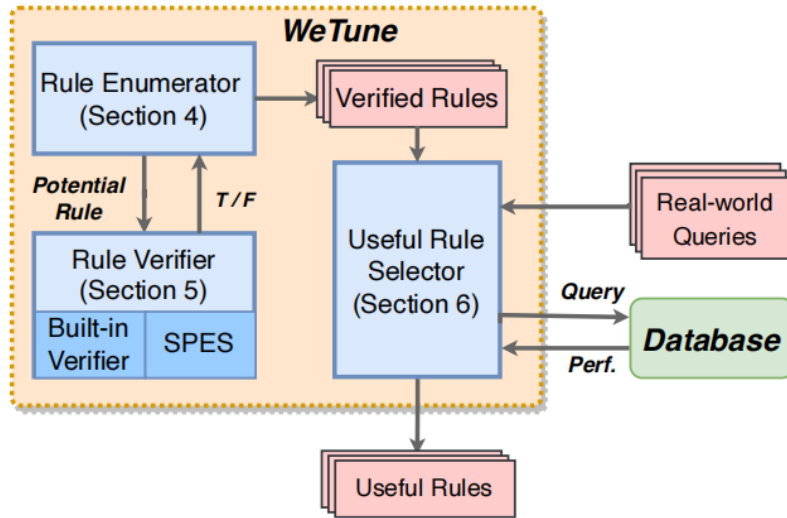 WeTune
Rule Enumerator
(Section 4)
Verified Rules
Potential
Rule
T / F
Rule Verifier
(Section 5)
Built-in
Verifier
SPES
Useful Rule
Selector
(Section 6)
Real-world
Queries
Query
Database
Perf.
Useful Rules